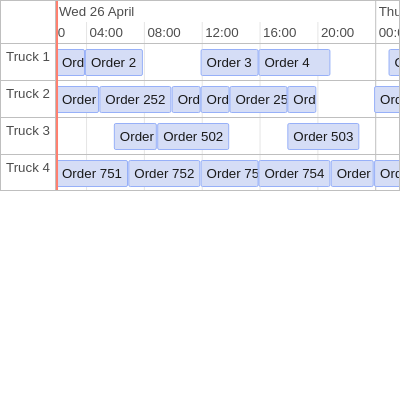 Wed 26 April Thu
0 04:00 08:00 12:00 16:00 20:00 00:
Truck 1 Ord Order 2 Order 3 Order 4
Truck 2 Order Order 252 Ord Ord Order 25 Ord Ord
Truck 3 Order Order 502 Order 503
Truck 4 Order 751 Order 752 Order 75 Order 754 Order Ord